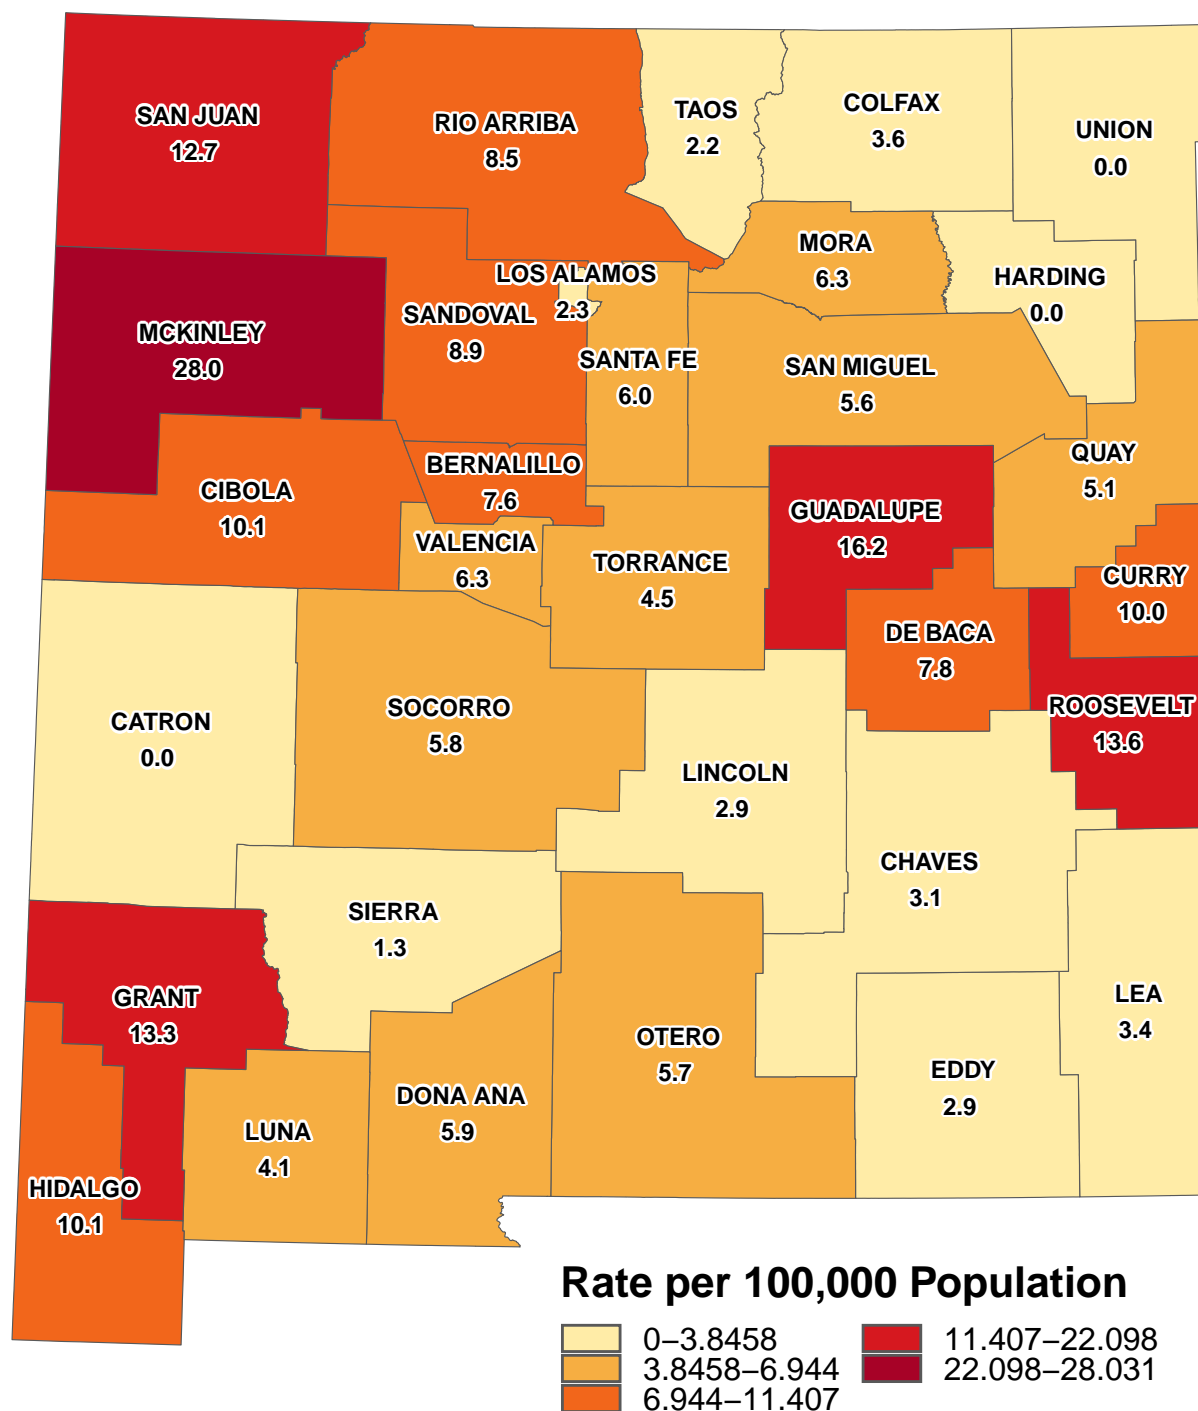 SAN JUAN
12.7
RIO ARRIBA
8.5
TAOS
2.2
COLFAX
3.6
UNION
0.0
MORA
6.3
HARDING
0.0
LOS ALAMOS
2.3
SANDOVAL
8.9
MCKINLEY
28.0
SANTA FE
6.0
SAN MIGUEL
5.6
QUAY
5.1
BERNALILLO
7.6
CIBOLA
10.1
GUADALUPE
16.2
VALENCIA
6.3
TORRANCE
4.5
CURRY
10.0
DE BACA
7.8
CATRON
0.0
SOCORRO
5.8
ROOSEVELT
13.6
LINCOLN
2.9
CHAVES
3.1
SIERRA
1.3
GRANT
13.3
LEA
3.4
OTERO
5.7
EDDY
2.9
DONA ANA
5.9
LUNA
4.1
HIDALGO
10.1
Rate per 100,000 Population
0–3.8458
3.8458–6.944
6.944–11.407
11.407–22.098
22.098–28.031